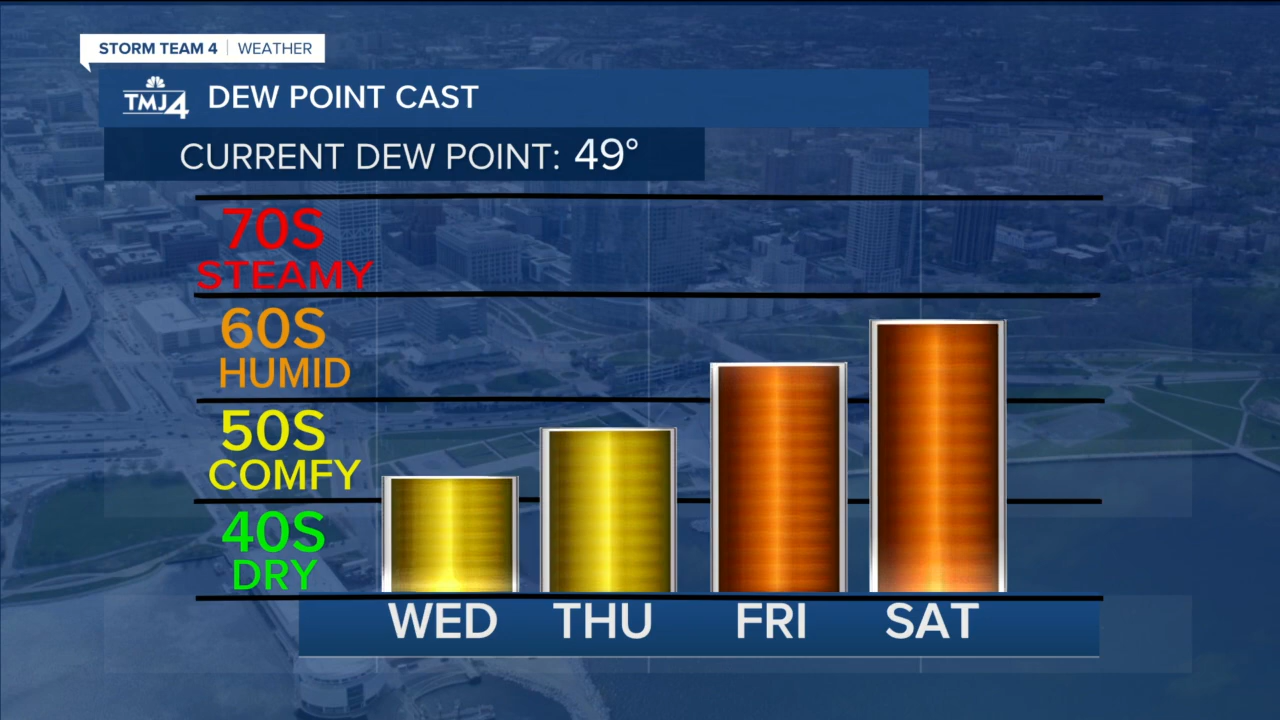 STORM TEAM 4 | WEATHER
TMJ4 DEW POINT CAST
CURRENT DEW POINT: 49°
70S
STEAMY
60S
HUMID
50S
COMFY
40S
DRY
WED THU FRI SAT